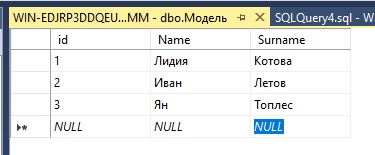 WIN-EDJRP3DDQEU...MM - dbo.Модель SQLQuery4.sql - W
id Name Surname
1 Лидия Котова
2 Иван Летов
3 Ян Топлес
NULL NULL NULL